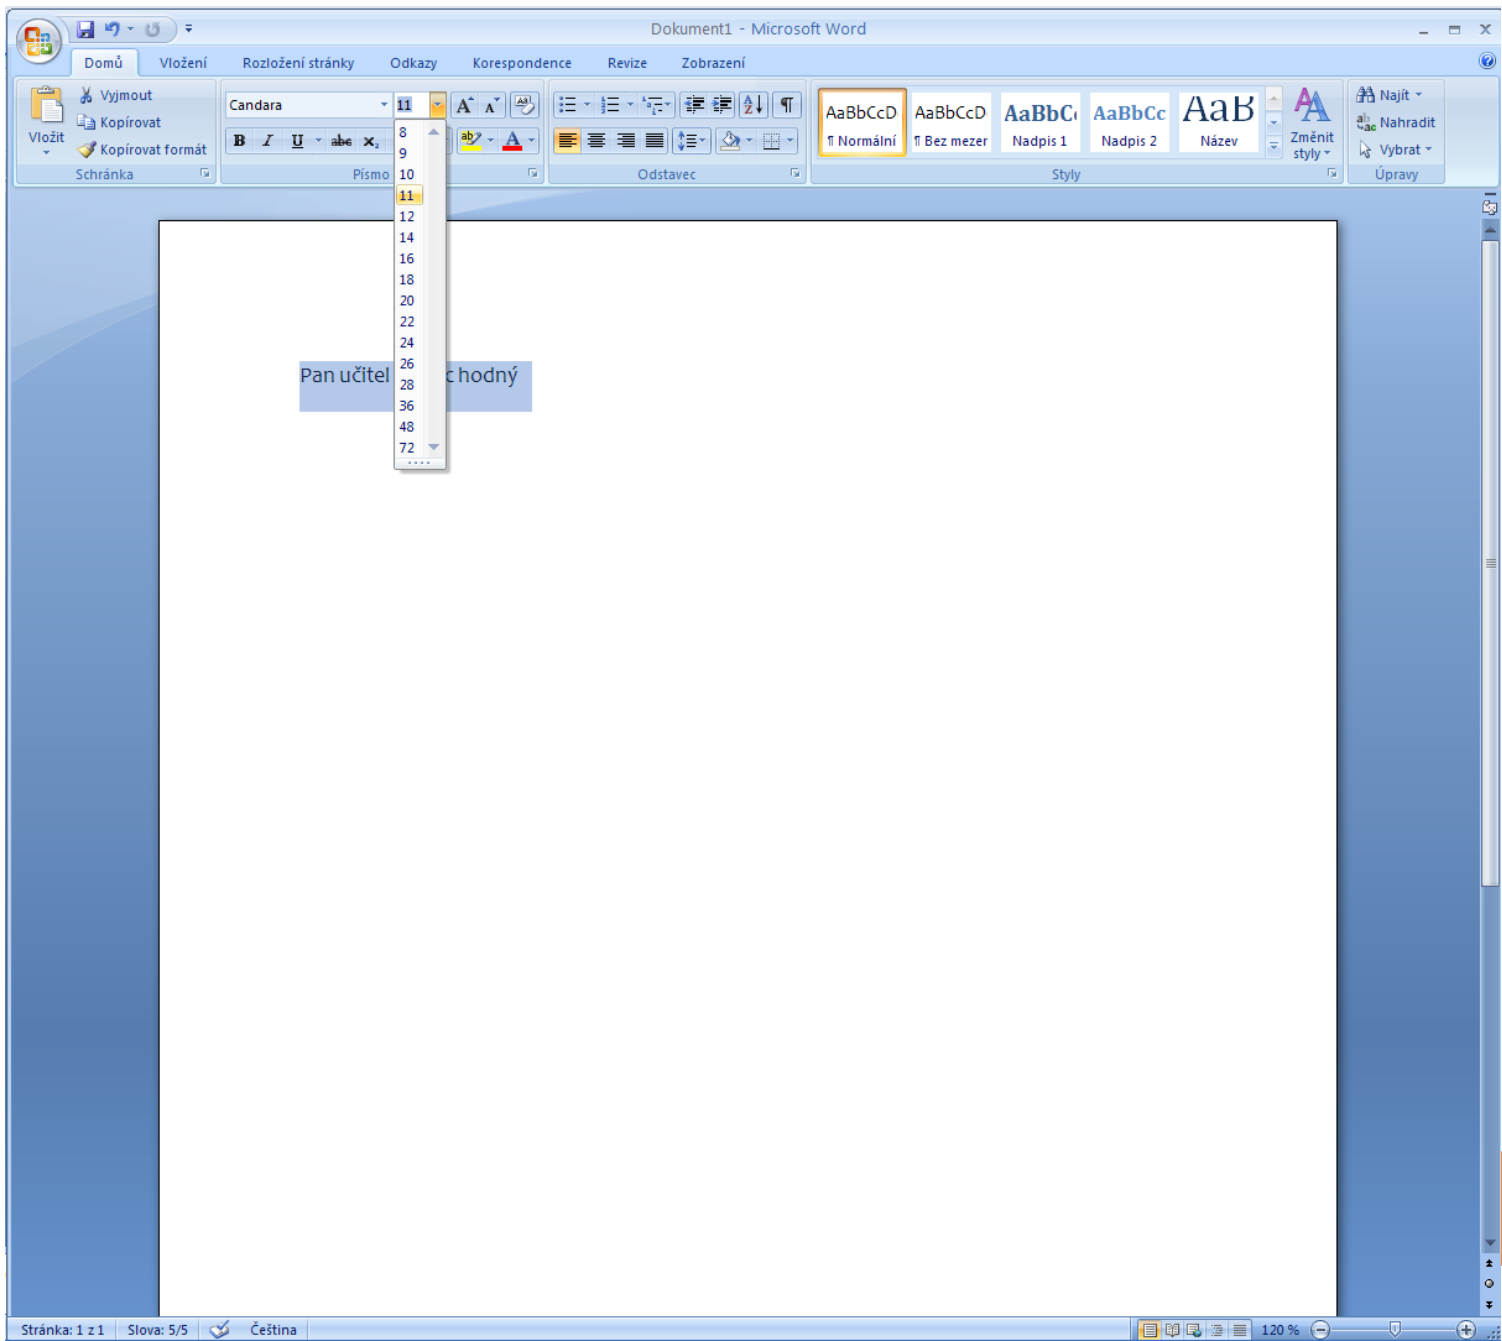 Dokument1 - Microsoft Word
Domů Vložení Rozložení stránky Odkazy Korespondence Revize Zobrazení
Vložit
Vyjmout
Kopírovat
Kopírovat formát
Schránka
Candara 11
B I U abc x
Písmo
Odstavec
AaBbCcD AaBbCcD AaBbC AaBbCc AaB
¶ Normální ¶ Bez mezer Nadpis 1 Nadpis 2 Název
Změnit
styly
Styly
Najít
Nahradit
Vybrat
Úpravy
8
9
10
11
12
14
16
18
20
22
24
26
28
36
48
72
Pan učitel hodný
Stránka: 1 z 1 Slova: 5/5 Čeština 120 %